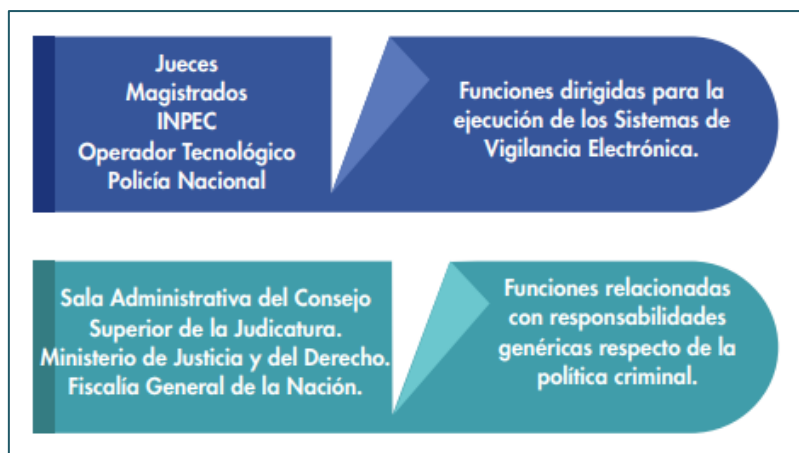 Jueces
Magistrados
INPEC
Operador Tecnológico
Policía Nacional
Funciones dirigidas para la
ejecución de los Sistemas de
Vigilancia Electrónica.
Sala Administrativa del Consejo
Superior de la Judicatura.
Ministerio de Justicia y del Derecho.
Fiscalía General de la Nación.
Funciones relacionadas
con responsabilidades
genéricas respecto de la
política criminal.